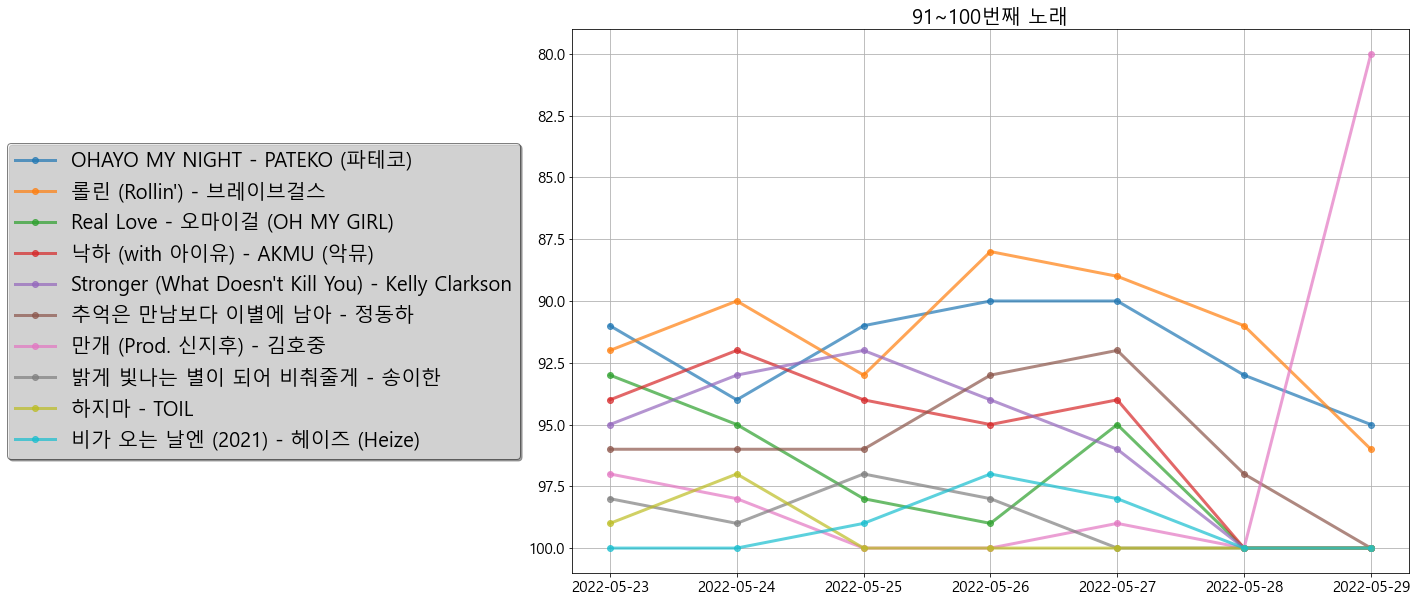 91~100번째 노래
OHAYO MY NIGHT - PATEKO (파테코)
롤린 (Rollin') - 브레이브걸스
Real Love - 오마이걸 (OH MY GIRL)
낙하 (with 아이유) - AKMU (악뮤)
Stronger (What Doesn't Kill You) - Kelly Clarkson
추억은 만남보다 이별에 남아 - 정동하
만개 (Prod. 신지후) - 김호중
밝게 빛나는 별이 되어 비춰줄게 - 송이한
하지마 - TOIL
비가 오는 날엔 (2021) - 헤이즈 (Heize)
80.0
82.5
85.0
87.5
90.0
92.5
95.0
97.5
100.0
2022-05-23 2022-05-24 2022-05-25 2022-05-26 2022-05-27 2022-05-28 2022-05-29